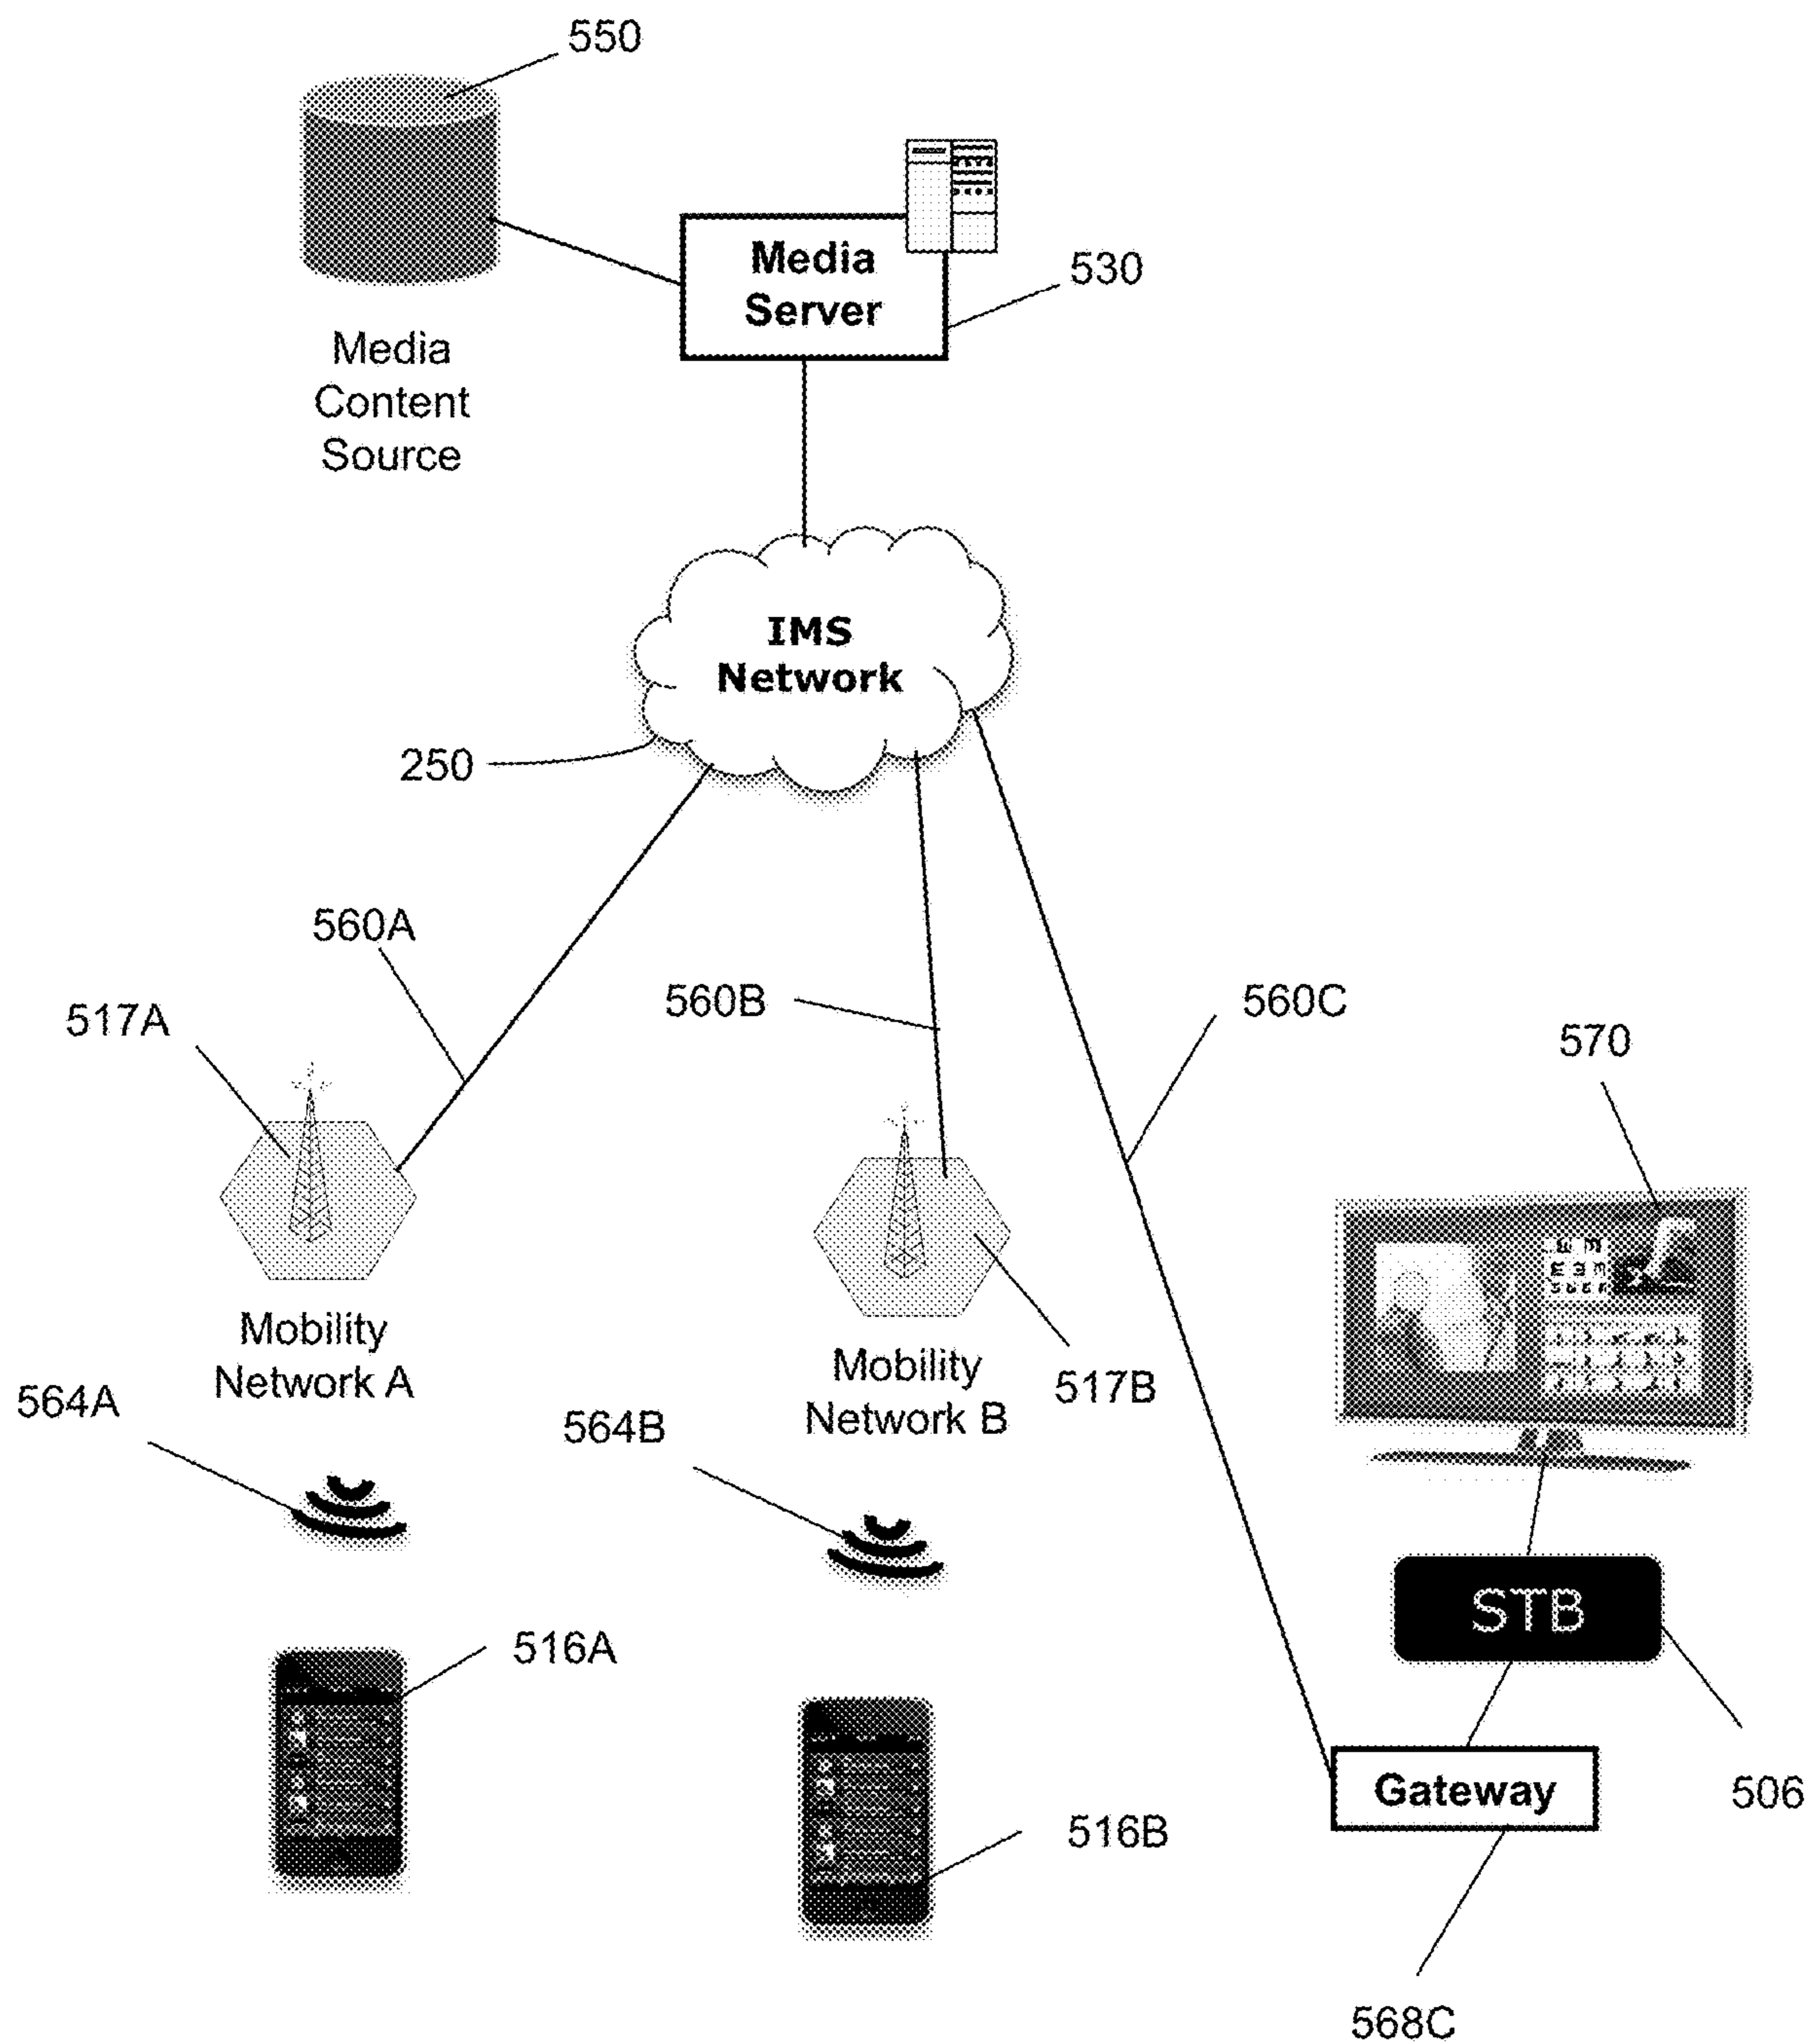 550
Media
Server
530
Media
Content
Source
IMS
Network
250
560A
517A
560B
560C
570
Mobility
Network A
Mobility
Network B
517B
564A
564B
STB
516A
516B
Gateway
506
568C